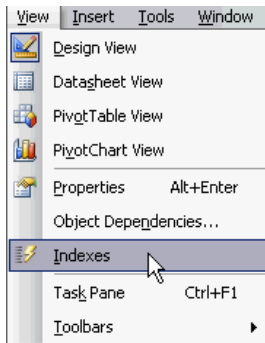 View Insert Tools Window
Design View
Datasheet View
PivotTable View
PivotChart View
Properties Alt+Enter
Object Dependencies...
Indexes
Task Pane Ctrl+F1
Toolbars